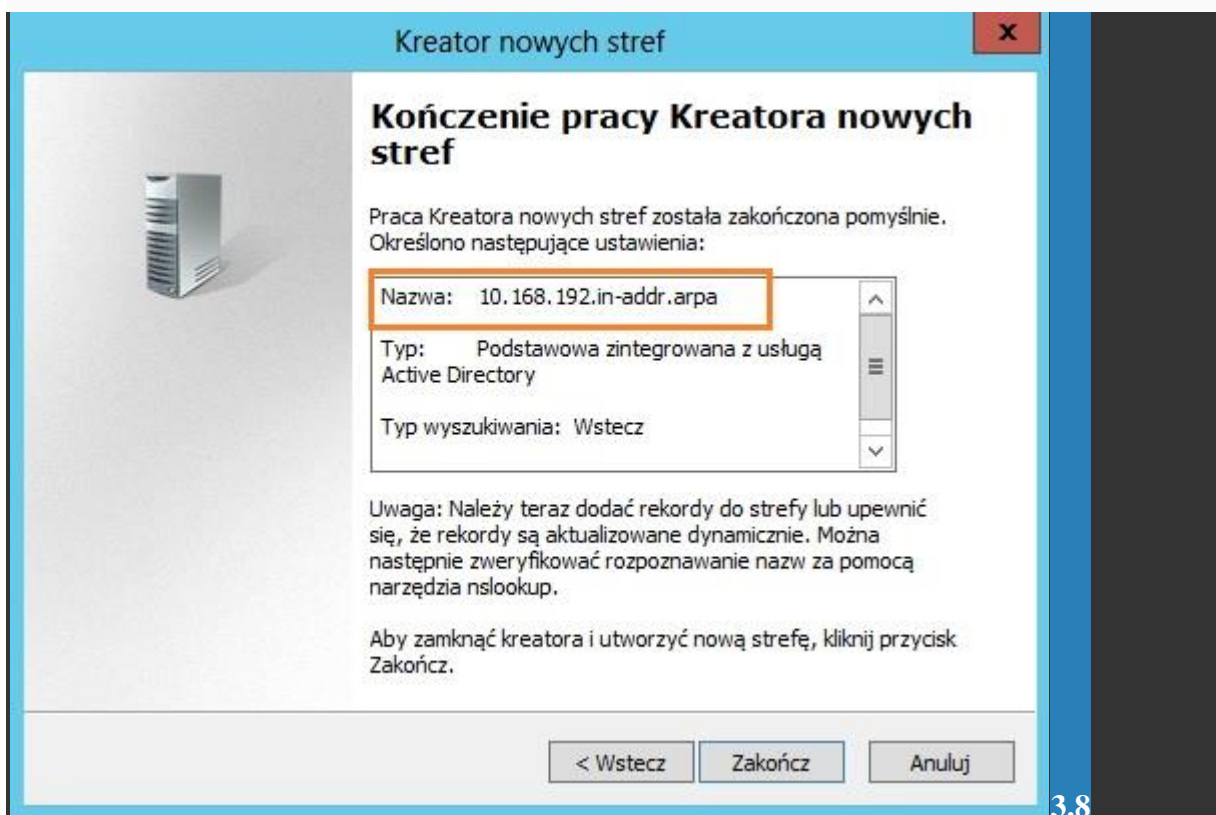 Kreator nowych stref
x
Kończenie pracy Kreatora nowych
stref
Praca Kreatora nowych stref została zakończona pomyślnie.
Określono następujące ustawienia:
Nazwa: 10.168.192.in-addr.arpa
Typ: Podstawowa zintegrowana z usługą
Active Directory
Typ wyszukiwania: Wstecz
Uwaga: Należy teraz dodać rekordy do strefy lub upewnić
się, że rekordy są aktualizowane dynamicznie. Można
następnie zweryfikować rozpoznawanie nazw za pomocą
narzędzia nslookup.
Aby zamknąć kreatora i utworzyć nową strefę, kliknij przycisk
Zakończ.
< Wstecz Zakończ Anuluj
3.8